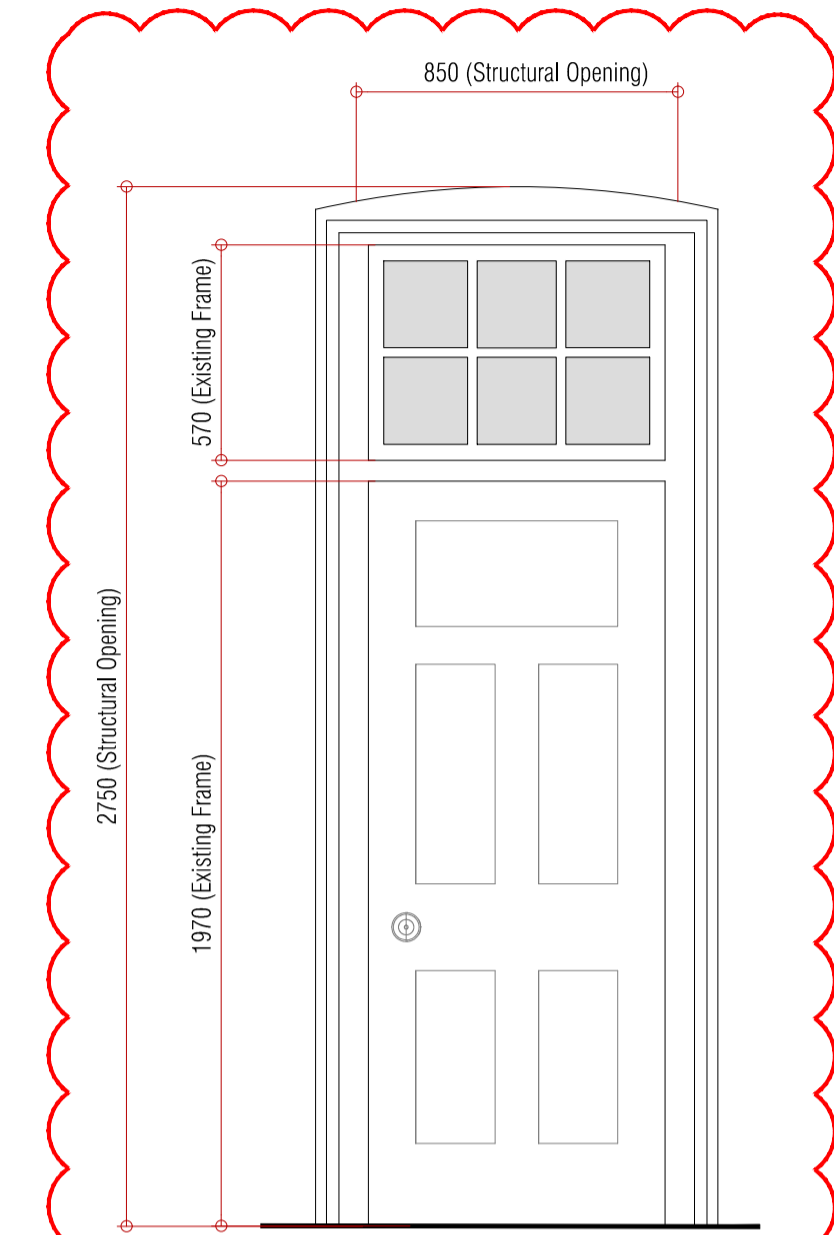 850 (Structural Opening)
570 (Existing Frame)
2750 (Structural Opening)
1970 (Existing Frame)